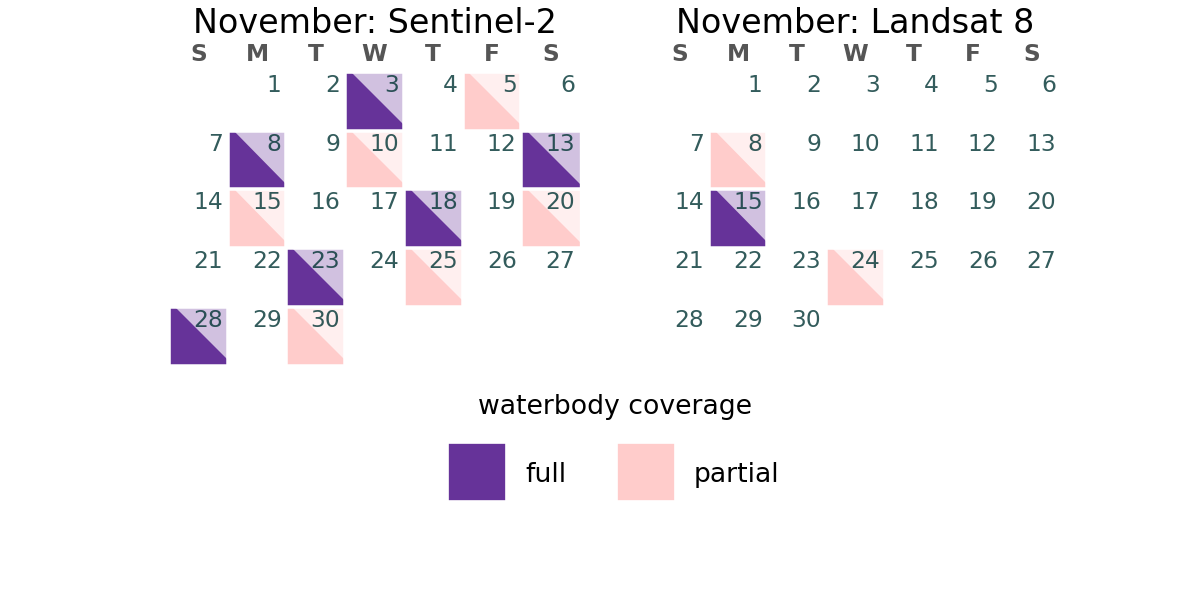 November: Sentinel-2
S M T W T F S
1 2 3 4 5 6
7 8 9 10 11 12 13
14 15 16 17 18 19 20
21 22 23 24 25 26 27
28 29 30
November: Landsat 8
S M T W T F S
1 2 3 4 5 6
7 8 9 10 11 12 13
14 15 16 17 18 19 20
21 22 23 24 25 26 27
28 29 30
waterbody coverage
full partial